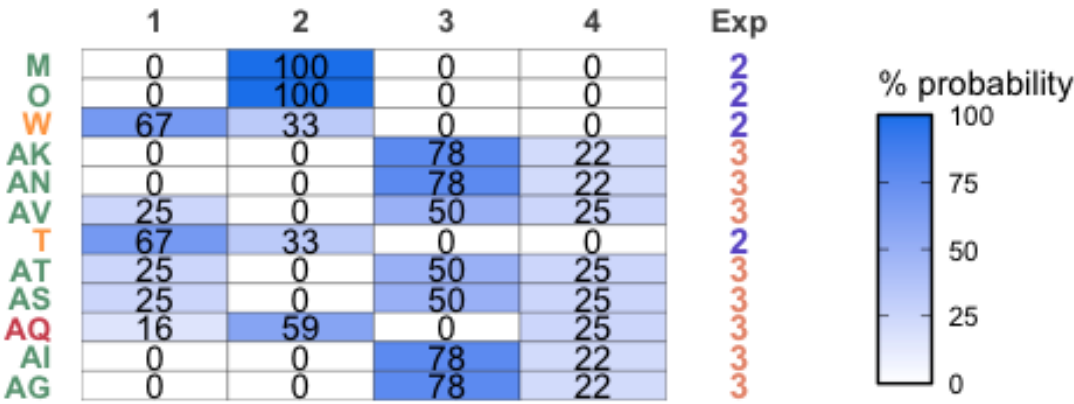 1 2 3 4 Exp
M 0 100 0 0 2
O 0 100 0 0 2
W 67 33 0 0 2
AK 0 0 78 22 3
AN 0 0 78 22 3
AV 25 0 50 25 3
T 67 33 0 0 2
AT 25 0 50 25 3
AS 25 0 50 25 3
AQ 16 59 0 25 3
AI 0 0 78 22 3
AG 0 0 78 22 3
% probability
100
75
50
25
0